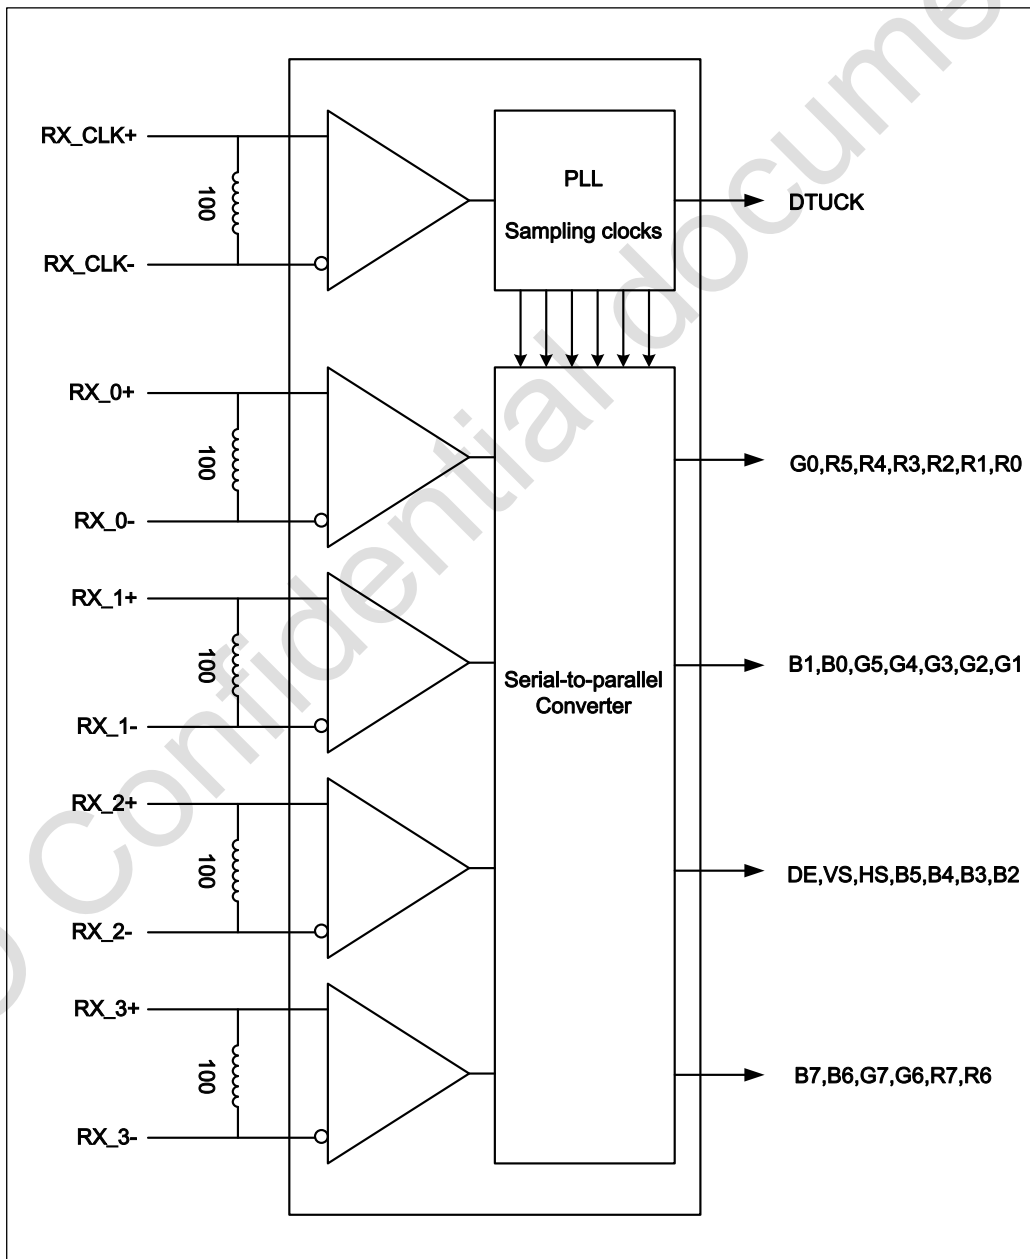 RX_CLK+
100
RX_CLK-
PLL
Sampling clocks
DTUCK
RX_0+
100
RX_0-
G0,R5,R4,R3,R2,R1,R0
RX_1+
100
RX_1-
Serial-to-parallel
Converter
B1,B0,G5,G4,G3,G2,G1
RX_2+
100
RX_2-
DE,VS,HS,B5,B4,B3,B2
RX_3+
100
RX_3-
B7,B6,G7,G6,R7,R6
Confidential